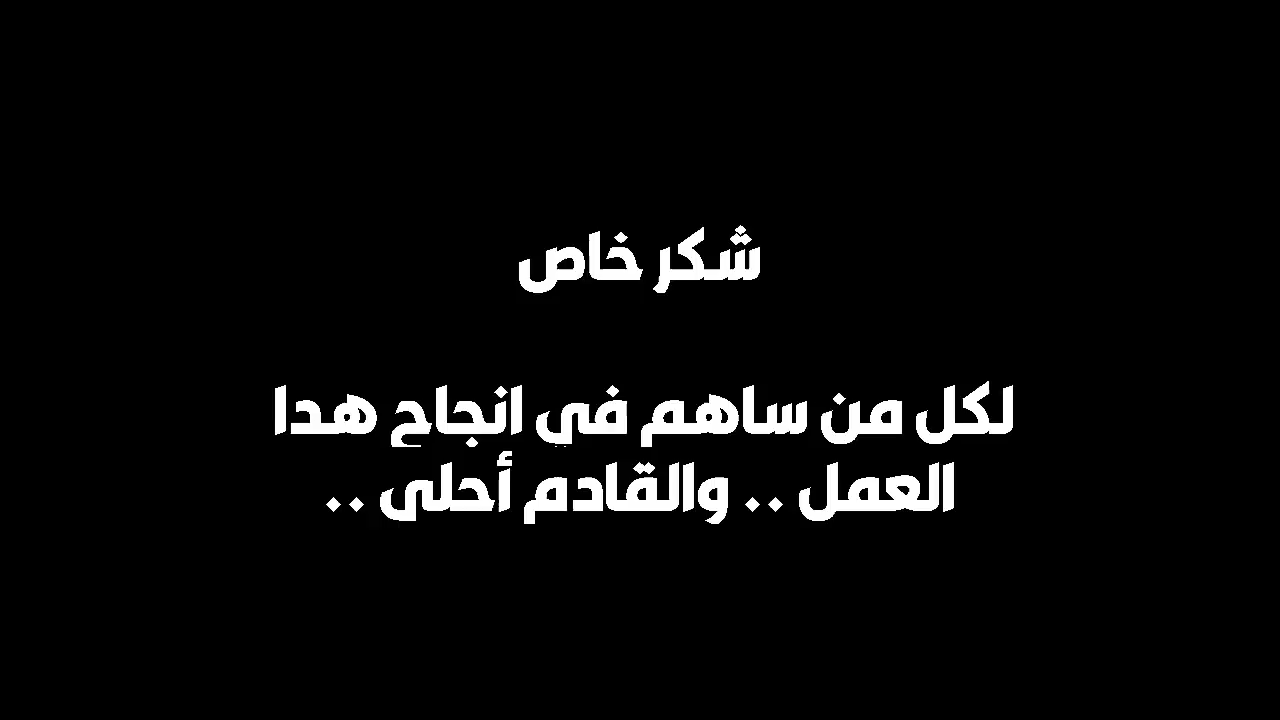 شكر خاص
لكل من ساهم في انجاح هدا
العمل .. والقادم أحلى ..